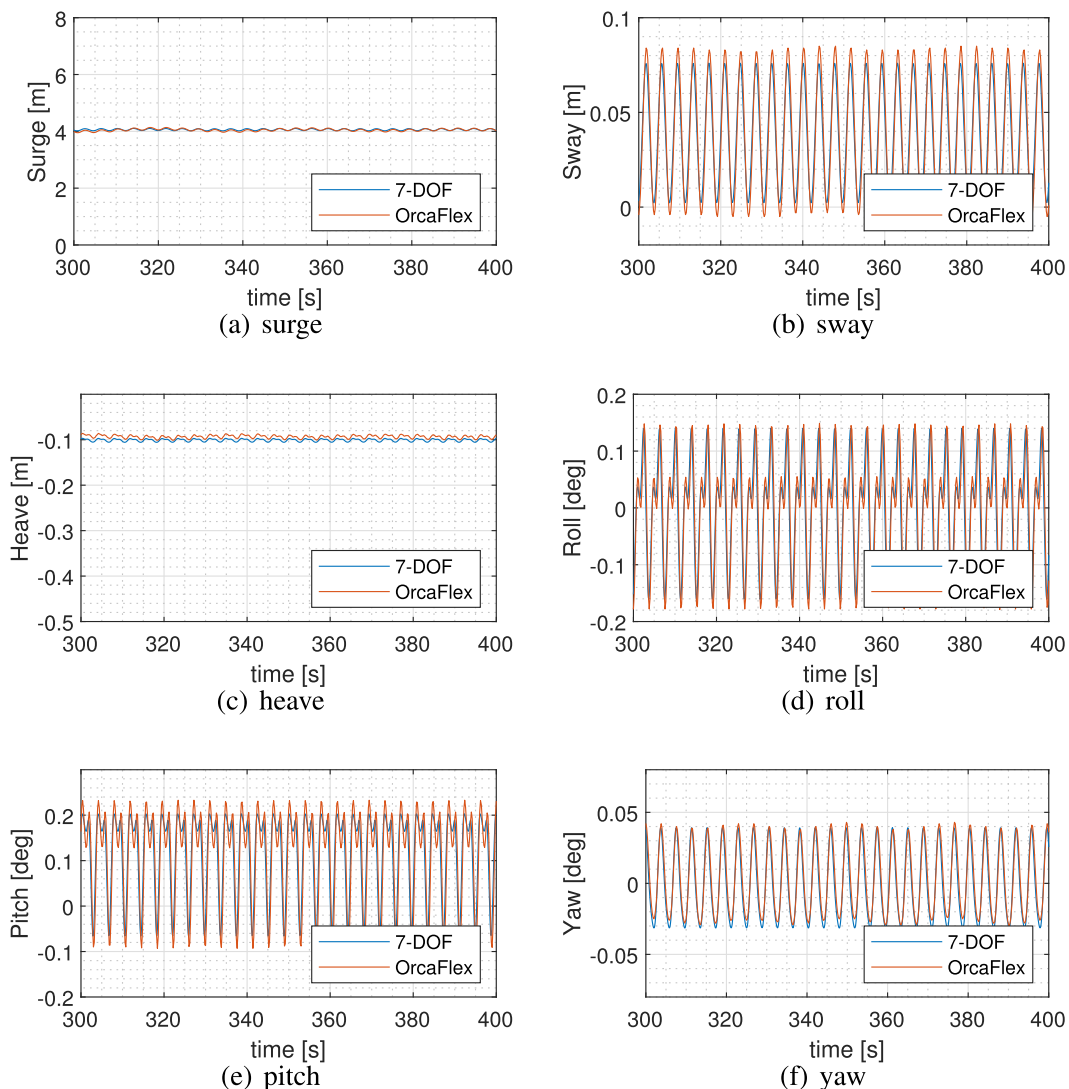 8
6
4
2
0
Surge [m]
7-DOF
OrcaFlex
300 320 340 360 380 400
time [s]
(a) surge
0.1
0.05
0
Sway [m]
7-DOF
OrcaFlex
300 320 340 360 380 400
time [s]
(b) sway
-0.1
-0.2
-0.3
-0.4
-0.5
Heave [m]
7-DOF
OrcaFlex
300 320 340 360 380 400
time [s]
(c) heave
0.2
0.1
0
-0.1
-0.2
Roll [deg]
7-DOF
OrcaFlex
300 320 340 360 380 400
time [s]
(d) roll
0.2
0.1
0
-0.1
-0.2
Pitch [deg]
7-DOF
OrcaFlex
300 320 340 360 380 400
time [s]
(e) pitch
0.05
0
-0.05
Yaw [deg]
7-DOF
OrcaFlex
300 320 340 360 380 400
time [s]
(f) yaw